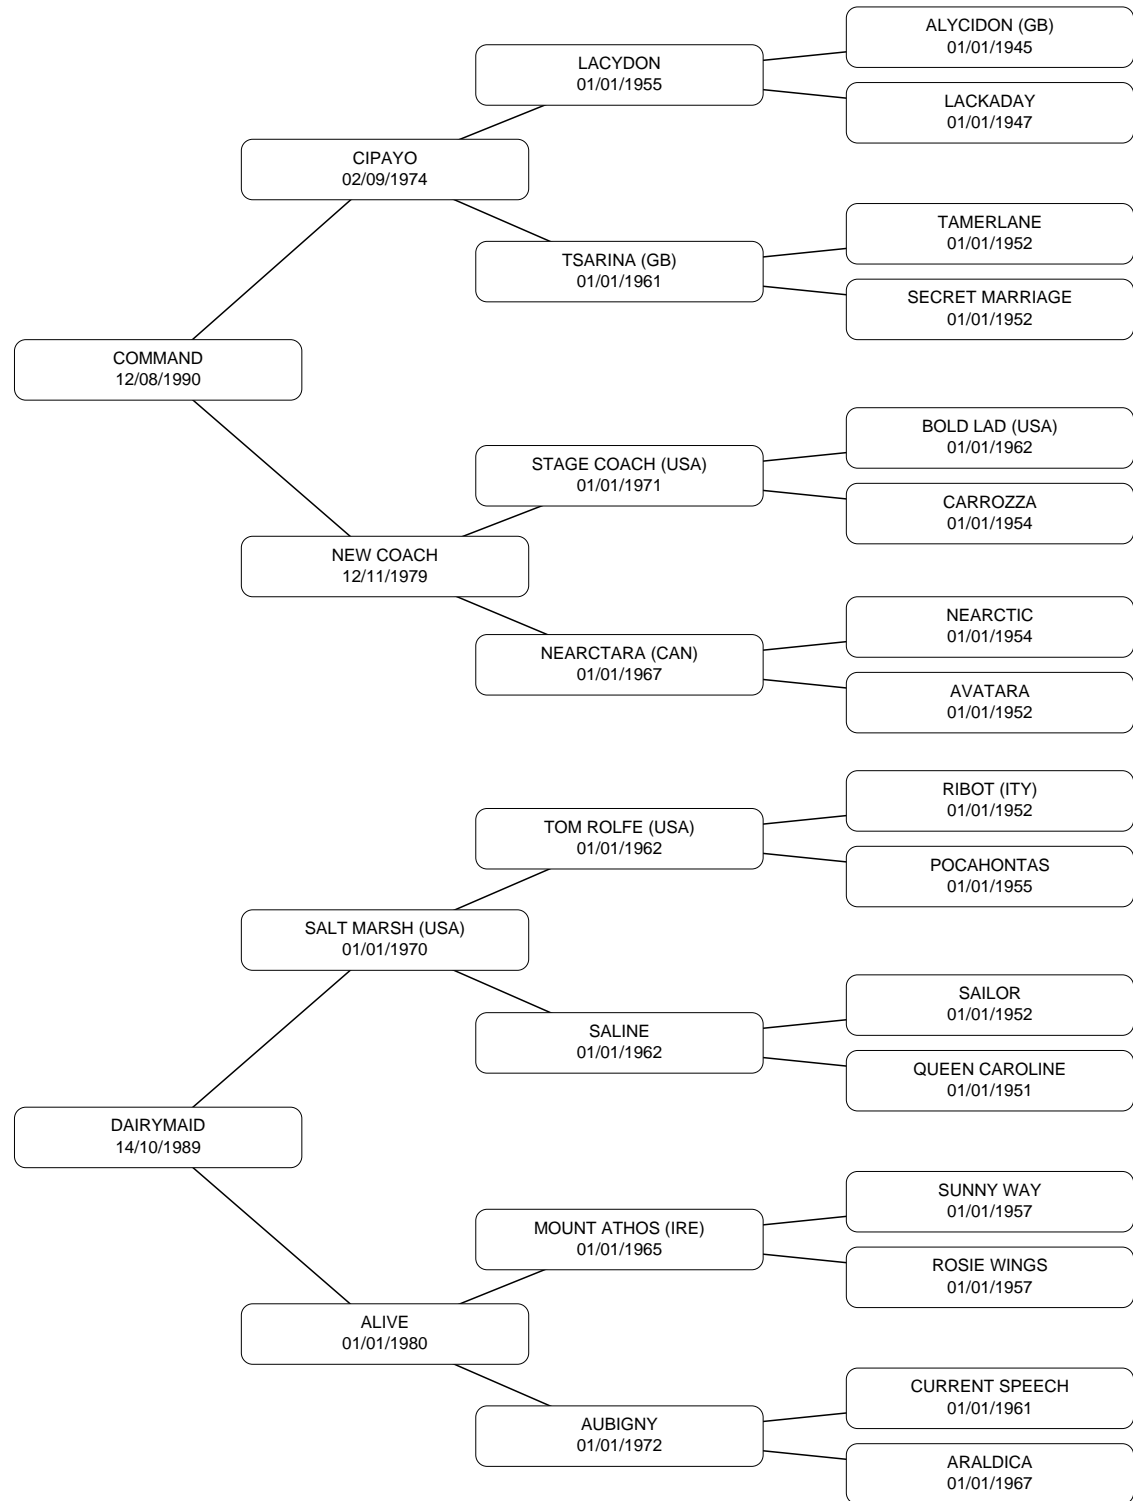 ALYCIDON (GB)
01/01/1945
LACYDON
01/01/1955
LACKADAY
01/01/1947
CIPAYO
02/09/1974
TAMERLANE
01/01/1952
TSARINA (GB)
01/01/1961
SECRET MARRIAGE
01/01/1952
COMMAND
12/08/1990
BOLD LAD (USA)
01/01/1962
STAGE COACH (USA)
01/01/1971
CARROZZA
01/01/1954
NEW COACH
12/11/1979
NEARCTIC
01/01/1954
NEARCTARA (CAN)
01/01/1967
AVATARA
01/01/1952
RIBOT (ITY)
01/01/1952
TOM ROLFE (USA)
01/01/1962
POCAHONTAS
01/01/1955
SALT MARSH (USA)
01/01/1970
SAILOR
01/01/1952
SALINE
01/01/1962
QUEEN CAROLINE
01/01/1951
DAIRYMAID
14/10/1989
SUNNY WAY
01/01/1957
MOUNT ATHOS (IRE)
01/01/1965
ROSIE WINGS
01/01/1957
ALIVE
01/01/1980
CURRENT SPEECH
01/01/1961
AUBIGNY
01/01/1972
ARALDICA
01/01/1967